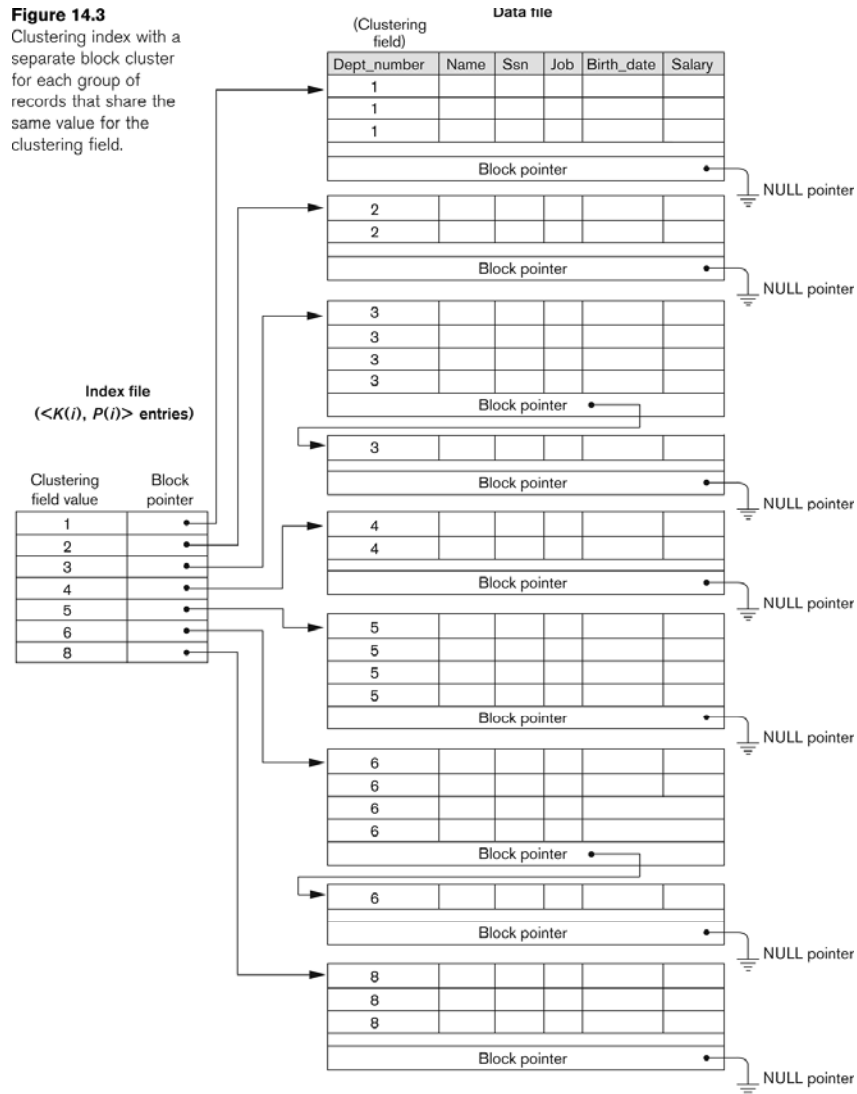 Figure 14.3
Clustering index with a
separate block cluster
for each group of
records that share the
same value for the
clustering field.
Data file
(Clustering
field)
Dept_number Name Ssn Job Birth_date Salary
1
1
1
Block pointer
NULL pointer
2
2
Block pointer
NULL pointer
3
3
3
3
Block pointer
3
Block pointer
NULL pointer
4
4
Block pointer
NULL pointer
5
5
5
5
Block pointer
NULL pointer
6
6
6
6
Block pointer
6
Block pointer
NULL pointer
8
8
8
Block pointer
NULL pointer
Index file
(<K(i), P(i)> entries)
Clustering
field value
Block
pointer
1
2
3
4
5
6
8